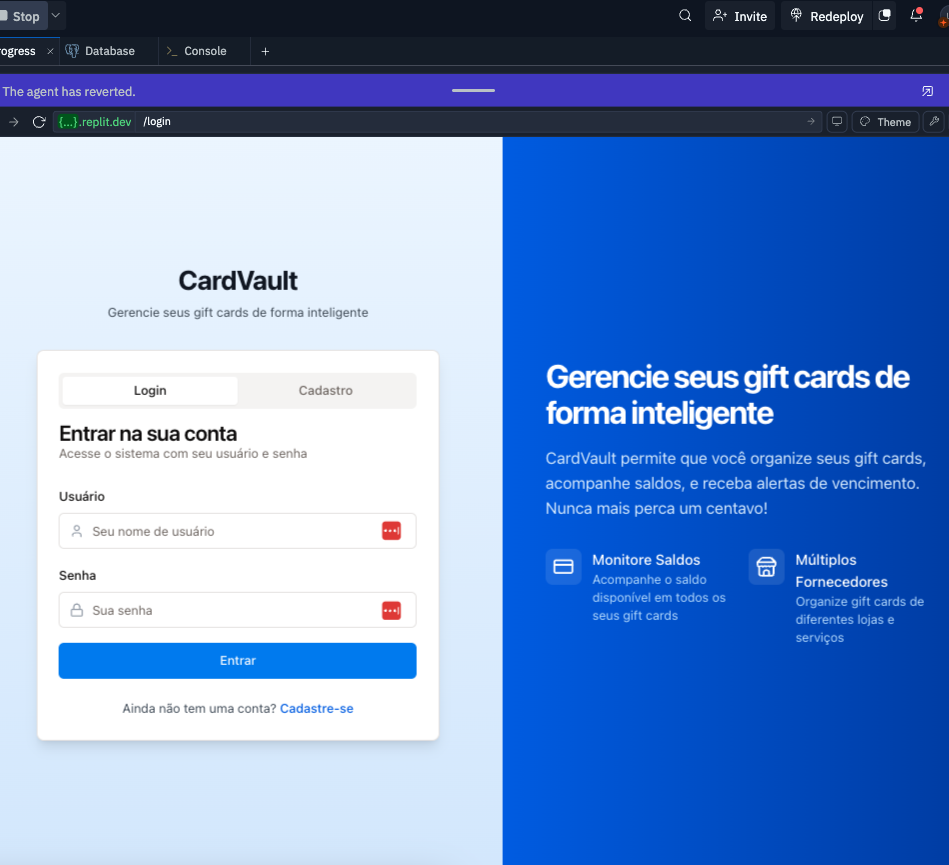 Stop
Invite
Redeploy
rogress
Database
Console
The agent has reverted.
{...}.replit.dev /login
Theme
CardVault
Gerencie seus gift cards de forma inteligente
Login
Cadastro
Entrar na sua conta
Acesse o sistema com seu usuário e senha
Usuário
Seu nome de usuário
Senha
Sua senha
Entrar
Ainda não tem uma conta? Cadastre-se
Gerencie seus gift cards de
forma inteligente
CardVault permite que você organize seus gift cards,
acompanhe saldos, e receba alertas de vencimento.
Nunca mais perca um centavo!
Monitore Saldos
Acompanhe o saldo
disponível em todos os
seus gift cards
Múltiplos
Fornecedores
Organize gift cards de
diferentes lojas e
serviços